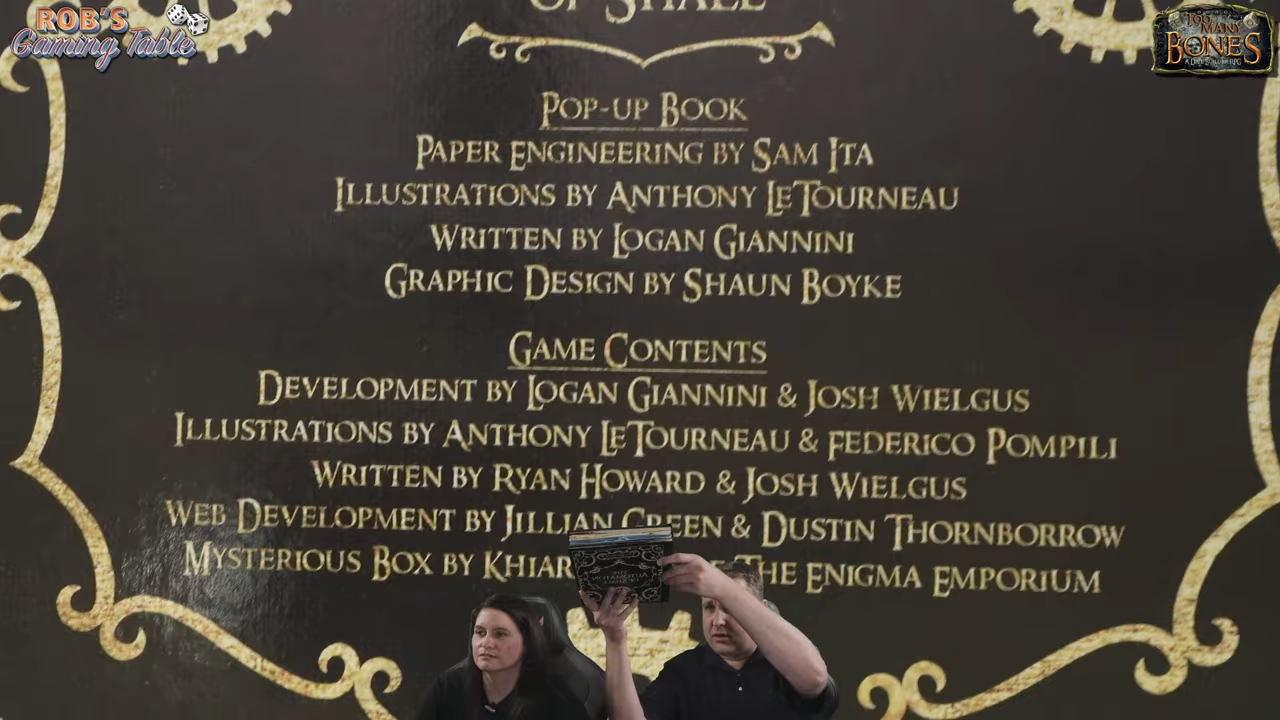 ROB'S
Gaming Table
TOO
MANY
BONES
OF SHALE
POP-UP BOOK
PAPER ENGINEERING BY SAM ITA
ILLUSTRATIONS BY ANTHONY LETOURNEAU
WRITTEN BY LOGAN GIANNINI
GRAPHIC DESIGN BY SHAUN BOYKE
GAME CONTENTS
DEVELOPMENT BY LOGAN GIANNINI & JOSH WIELGUS
ILLUSTRATIONS BY ANTHONY LETOURNEAU & FEDERICO POMPILI
WRITTEN BY RYAN HOWARD & JOSH WIELGUS
WEB DEVELOPMENT BY JILLIAN GREEN & DUSTIN THORNBORROW
MYSTERIOUS BOX BY THE ENIGMA EMPORIUM